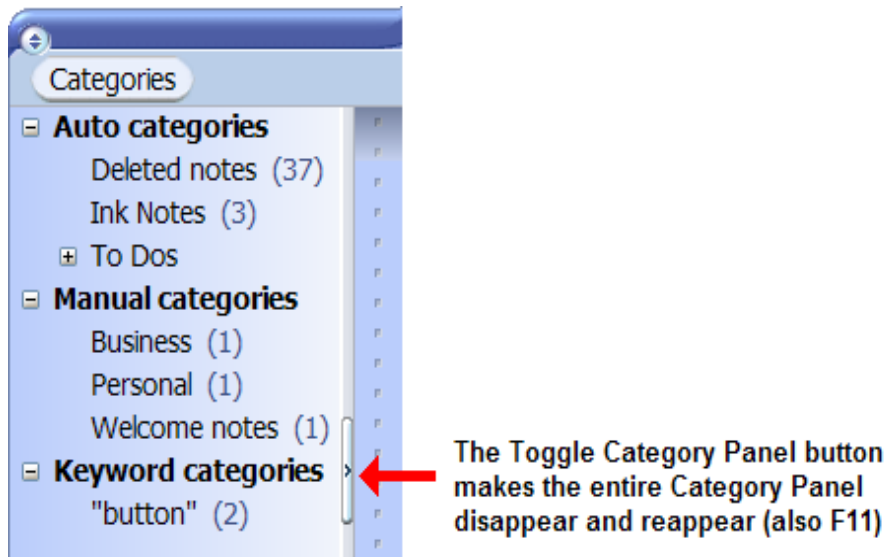 Categories
Auto categories
Deleted notes (37)
Ink Notes (3)
To Dos
Manual categories
Business (1)
Personal (1)
Welcome notes (1)
Keyword categories
"button" (2)
The Toggle Category Panel button
makes the entire Category Panel
disappear and reappear (also F11)